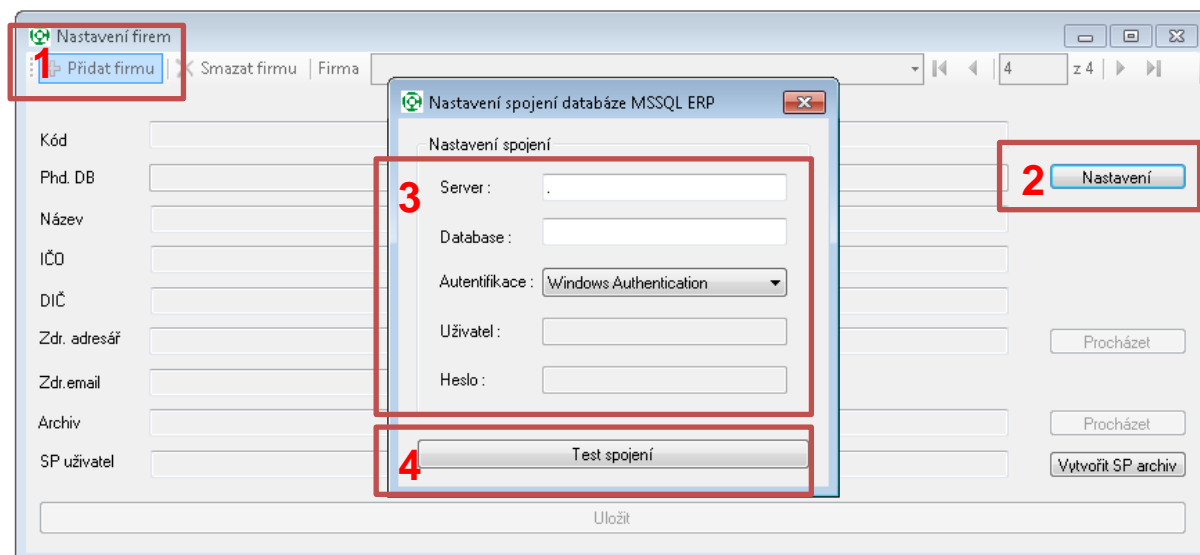 Nastavení firem
1
Přidat firmu Smazat firmu Firma 4 z 4
Nastavení spojení databáze MSSQL ERP
Nastavení spojení
3
Server : .
Database :
Autentifikace : Windows Authentication
Uživatel :
Heslo :
4
Test spojení
Kód
Phd. DB
2
Nastavení
Název
IČO
DIČ
Zdr. adresář
Procházet
Zdr.email
Archiv
Procházet
SP uživatel
Vytvořit SP archiv
Uložit